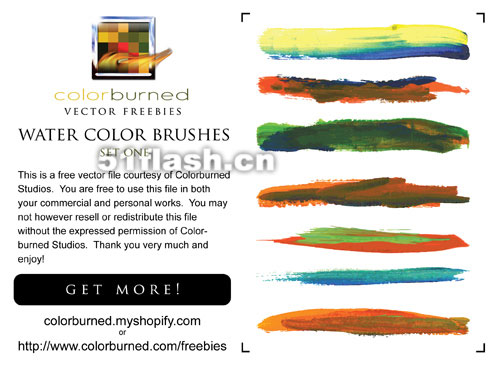 colorburned
VECTOR FREEBIES
WATER COLOR BRUSHES
SET ONE
51flash.cn
This is a free vector file courtesy of Colorburned
Studios. You are free to use this file in both
your commercial and personal works. You may
not however resell or redistribute this file
without the expressed permission of Color-
burned Studios. Thank you very much and
enjoy!
GET MORE!
colorburned.myshopify.com
or
http://www.colorburned.com/freebies